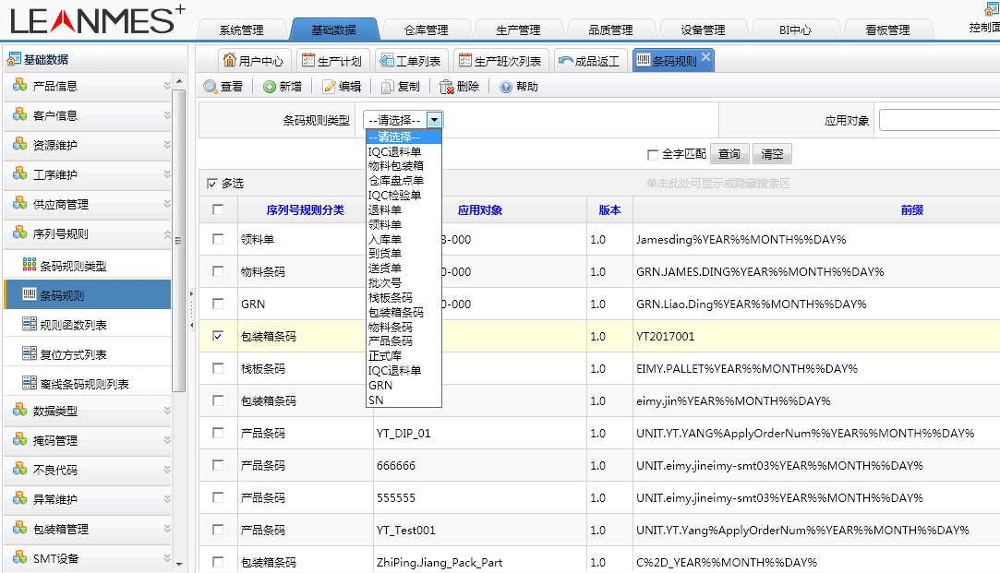 LEANMES+
系统管理 基础数据 仓库管理 生产管理 品质管理 设备管理 BI中心 看板管理 控制面
基础数据
产品信息
客户信息
资源维护
工序维护
供应商管理
序列号规则
条码规则类型
条码规则
规则函数列表
复位方式列表
离线条码规则列表
数据类型
掩码管理
不良代码
异常维护
包装箱管理
SMT设备
用户中心 生产计划 工单列表 生产班次列表 成品返工 条码规则
查看 新增 编辑 复制 删除 帮助
条码规则类型 --请选择-- 应用对象
--请选择--
IQC退料单
物料包装箱
仓库盘点单
IQC检验单
退料单
领料单
入库单
到货单
送货单
批次号
栈板条码
包装箱条码
物料条码
产品条码
正式库
IQC退料单
GRN
SN
全字匹配 查询 清空
多选 单击此处可显示或隐藏搜索区
序列号规则分类 应用对象 版本 前缀
领料单 -000 1.0 Jamesding%YEAR%%MONTH%%DAY%
物料条码 0-000 1.0 GRN.JAMES.DING%YEAR%%MONTH%%DAY%
GRN 0-000 1.0 GRN.Liao.Ding%YEAR%%MONTH%%DAY%
包装箱条码 1.0 YT2017001
栈板条码 1.0 EIMY.PALLET%YEAR%%MONTH%%DAY%
包装箱条码 1.0 eimy.jin%YEAR%%MONTH%%DAY%
产品条码 YT_DIP_01 1.0 UNIT.YT.YANG%ApplyOrderNum%%YEAR%%MONTH%%DAY%
产品条码 666666 1.0 UNIT.eimy.jineimy-smt03%YEAR%%MONTH%%DAY%
产品条码 555555 1.0 UNIT.eimy.jineimy-smt03%YEAR%%MONTH%%DAY%
产品条码 YT_Test001 1.0 UNIT.YT.Yang%ApplyOrderNum%%YEAR%%MONTH%%DAY%
包装箱条码 ZhiPing.Jiang_Pack_Part 1.0 C%2D_YEAR%%MONTH%%DAY%